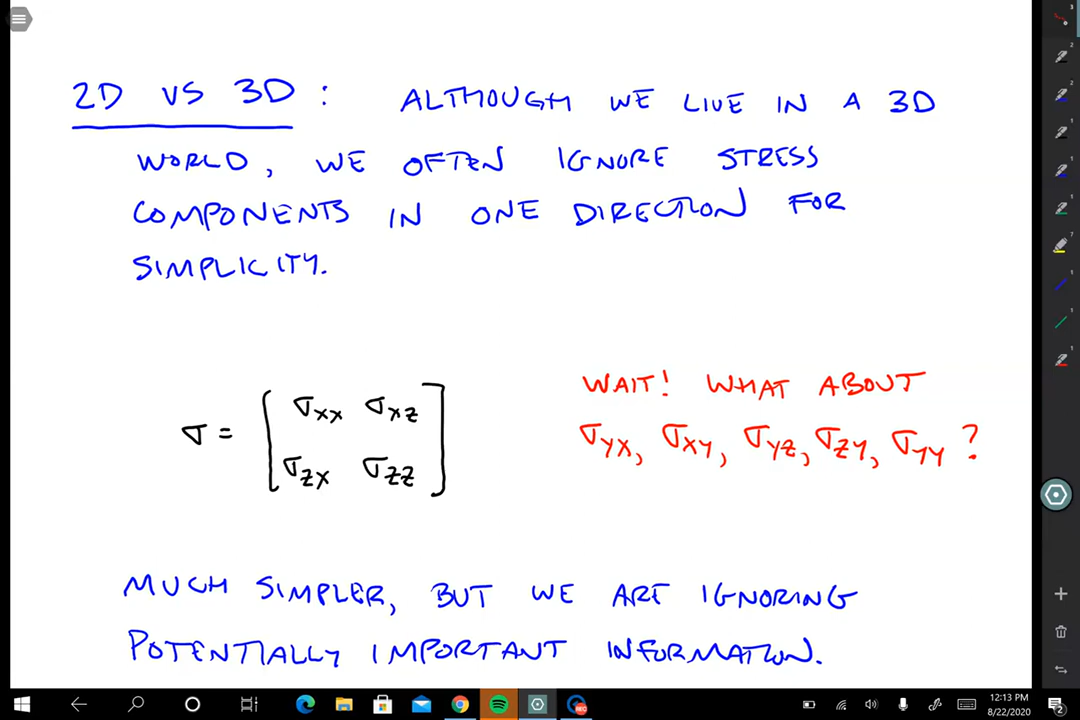 2D VS 3D : ALTHOUGH WE LIVE IN A 3D
WORLD, WE OFTEN IGNORE STRESS
COMPONENTS IN ONE DIRECTION FOR
SIMPLICITY.
WAIT! WHAT ABOUT
σyx, σxy, σyz, σzy, σyy ?
σ = [ σxx σxz
σzx σzz ]
MUCH SIMPLER, BUT WE ARE IGNORING
POTENTIALLY IMPORTANT INFORMATION.
12:13 PM
8/22/2020